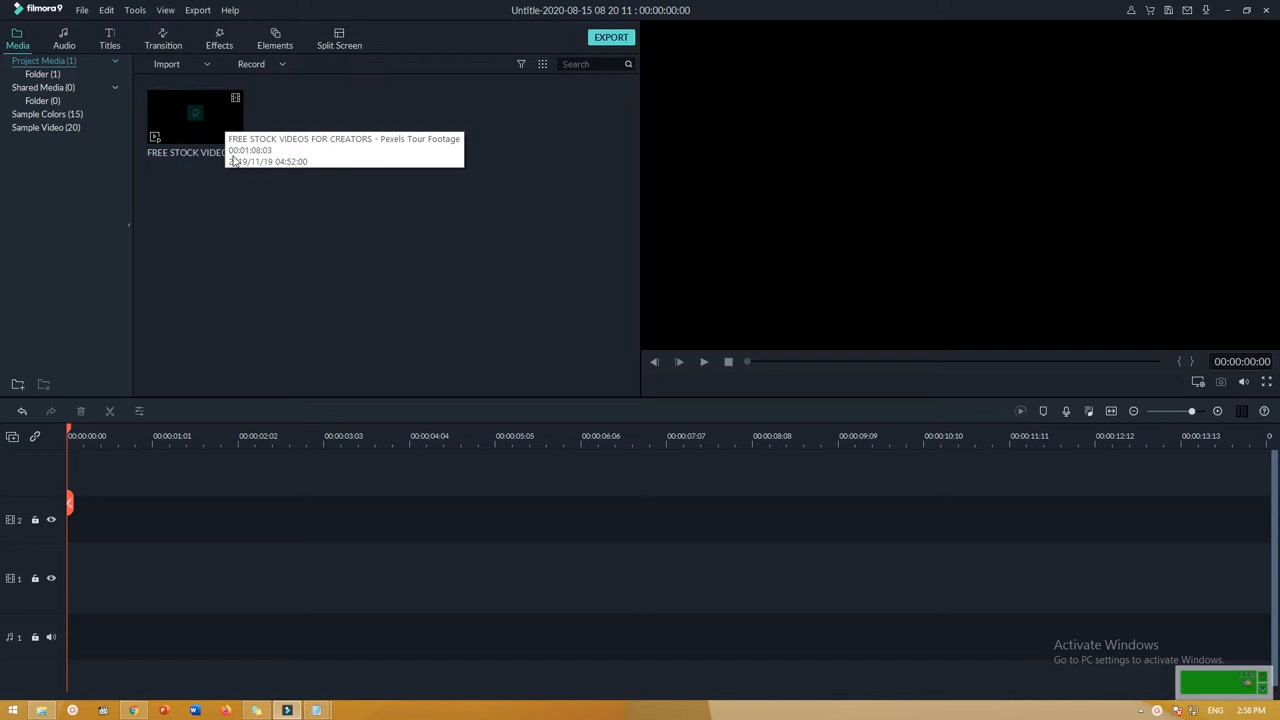 filmora9 File Edit Tools View Export Help Untitle-2020-08-15 08 20 11 : 00:00:00:00
Media Audio Titles Transition Effects Elements Split Screen EXPORT
Project Media (1) Import Record Search
Folder (1)
Shared Media (0)
Folder (0)
Sample Colors (15)
Sample Video (20)
FREE STOCK VIDEOS FOR CREATORS - Pexels Tour Footage
00:01:08:03
19/11/19 04:52:00
FREE STOCK VIDEO
00:00:00:00
00:00:00:00 00:00:01:01 00:00:02:02 00:00:03:03 00:00:04:04 00:00:05:05 00:00:06:06 00:00:07:07 00:00:08:08 00:00:09:09 00:00:10:10 00:00:11:11 00:00:12:12 00:00:13:13 0
2
1
1
Activate Windows
Go to PC settings to activate Windows.
ENG 2:58 PM